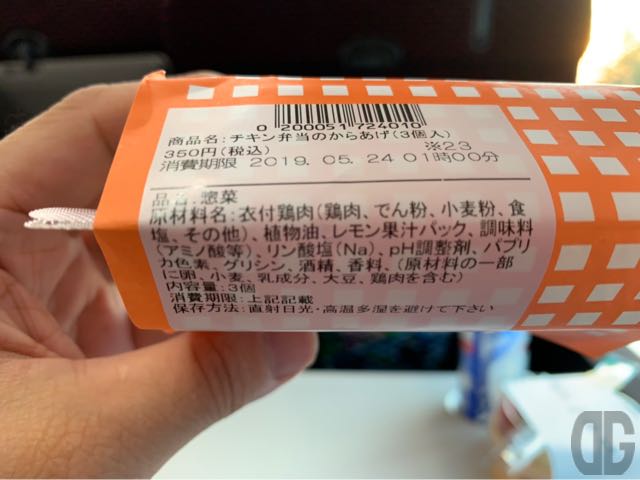 0 200051 724010
商品名:チキン弁当のからあげ(3個入)
350円(税込) ※23
消費期限 2019. 05. 24 01時00分
品名:惣菜
原材料名:衣付鶏肉(鶏肉、でん粉、小麦粉、食
塩、その他)、植物油、レモン果汁パック、調味料
(アミノ酸等)、リン酸塩(Na)、pH調整剤、パプリ
カ色素、グリシン、酒精、香料、(原材料の一部
に卵、小麦、乳成分、大豆、鶏肉を含む)
内容量:3個
消費期限:上記記載
保存方法:直射日光・高温多湿を避けて下さい
DG